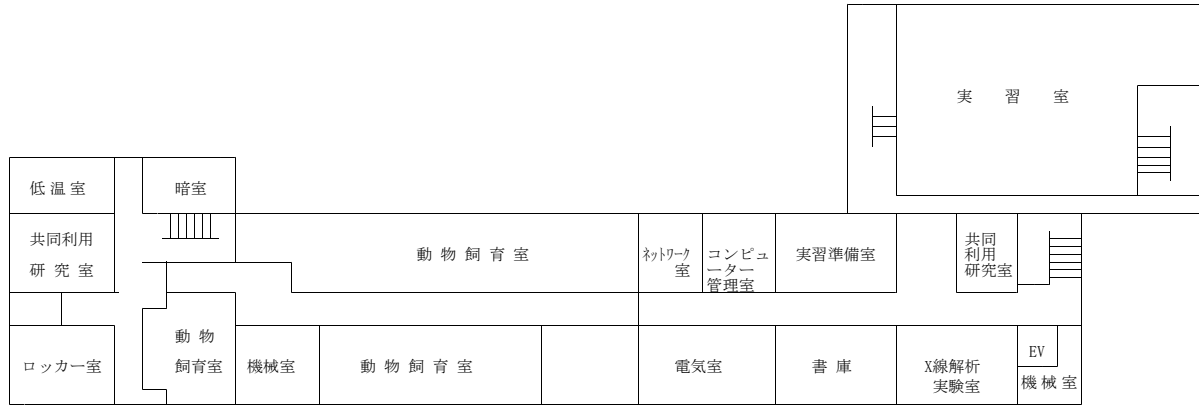 実 習 室
低 温 室
暗室
共同利用
研 究 室
動 物 飼 育 室
ネットワーク
室
コンピュ
ーター
管理室
実習準備室
共同
利用
研究室
ロッカー室
動 物
飼育室
機械室
動 物 飼 育 室
電気室
書 庫
X線解析
実験室
EV
機 械 室